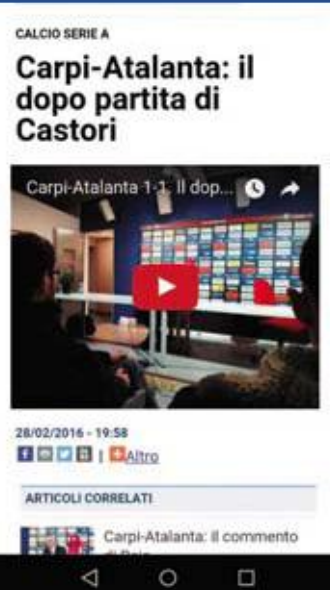 CALCIO SERIE A
Carpi-Atalanta: il
dopo partita di
Castori
Carpi-Atalanta 1-1 Il dop...
28/02/2016 - 19:58
| Altro
ARTICOLI CORRELATI
Carpi-Atalanta: il commento